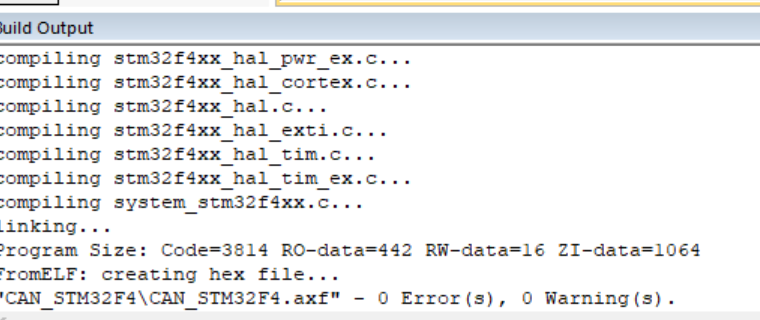 Build Output
compiling stm32f4xx_hal_pwr_ex.c...
compiling stm32f4xx_hal_cortex.c...
compiling stm32f4xx_hal.c...
compiling stm32f4xx_hal_exti.c...
compiling stm32f4xx_hal_tim.c...
compiling stm32f4xx_hal_tim_ex.c...
compiling system_stm32f4xx.c...
linking...
Program Size: Code=3814 RO-data=442 RW-data=16 ZI-data=1064
FromELF: creating hex file...
"CAN_STM32F4\CAN_STM32F4.axf" - 0 Error(s), 0 Warning(s).